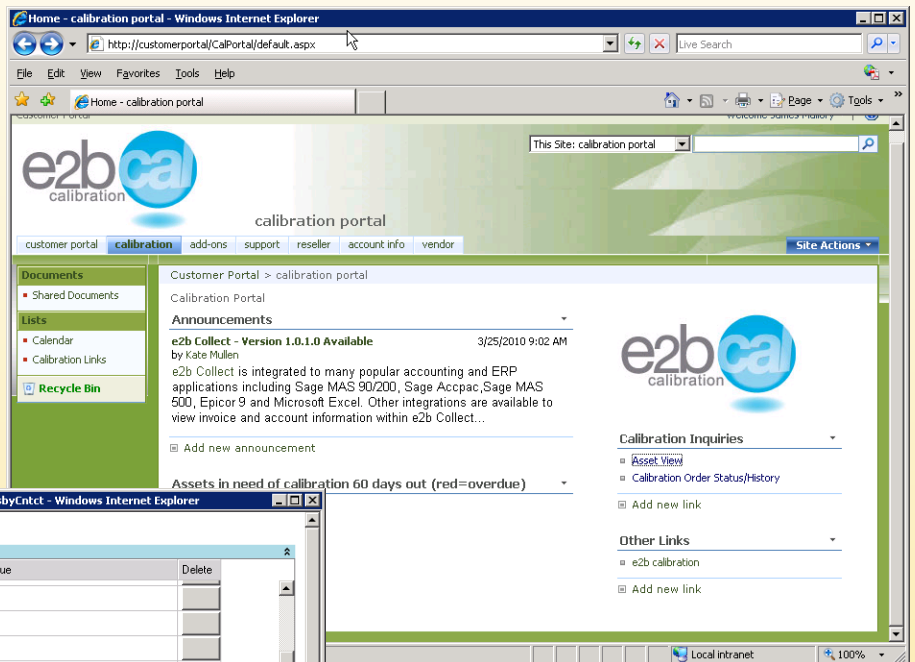 Home - calibration portal - Windows Internet Explorer
http://customerportal/CalPortal/default.aspx
Live Search
File Edit View Favorites Tools Help
Home - calibration portal
Page Tools
Customer Portal
Welcome James Mallory
e2b cal
calibration
This Site: calibration portal
calibration portal
customer portal calibration add-ons support reseller account info vendor
Site Actions
Documents
Shared Documents
Lists
Calendar
Calibration Links
Recycle Bin
Customer Portal > calibration portal
Calibration Portal
Announcements
e2b Collect - Version 1.0.1.0 Available 3/25/2010 9:02 AM
by Kate Mullen
e2b Collect is integrated to many popular accounting and ERP
applications including Sage MAS 90/200, Sage Accpac,Sage MAS
500, Epicor 9 and Microsoft Excel. Other integrations are available to
view invoice and account information within e2b Collect...
Add new announcement
Assets in need of calibration 60 days out (red=overdue)
e2b cal
calibration
Calibration Inquiries
Asset View
Calibration Order Status/History
Add new link
Other Links
e2b calibration
Add new link
sbyCntct - Windows Internet Explorer
ue
Delete
Local intranet
100%